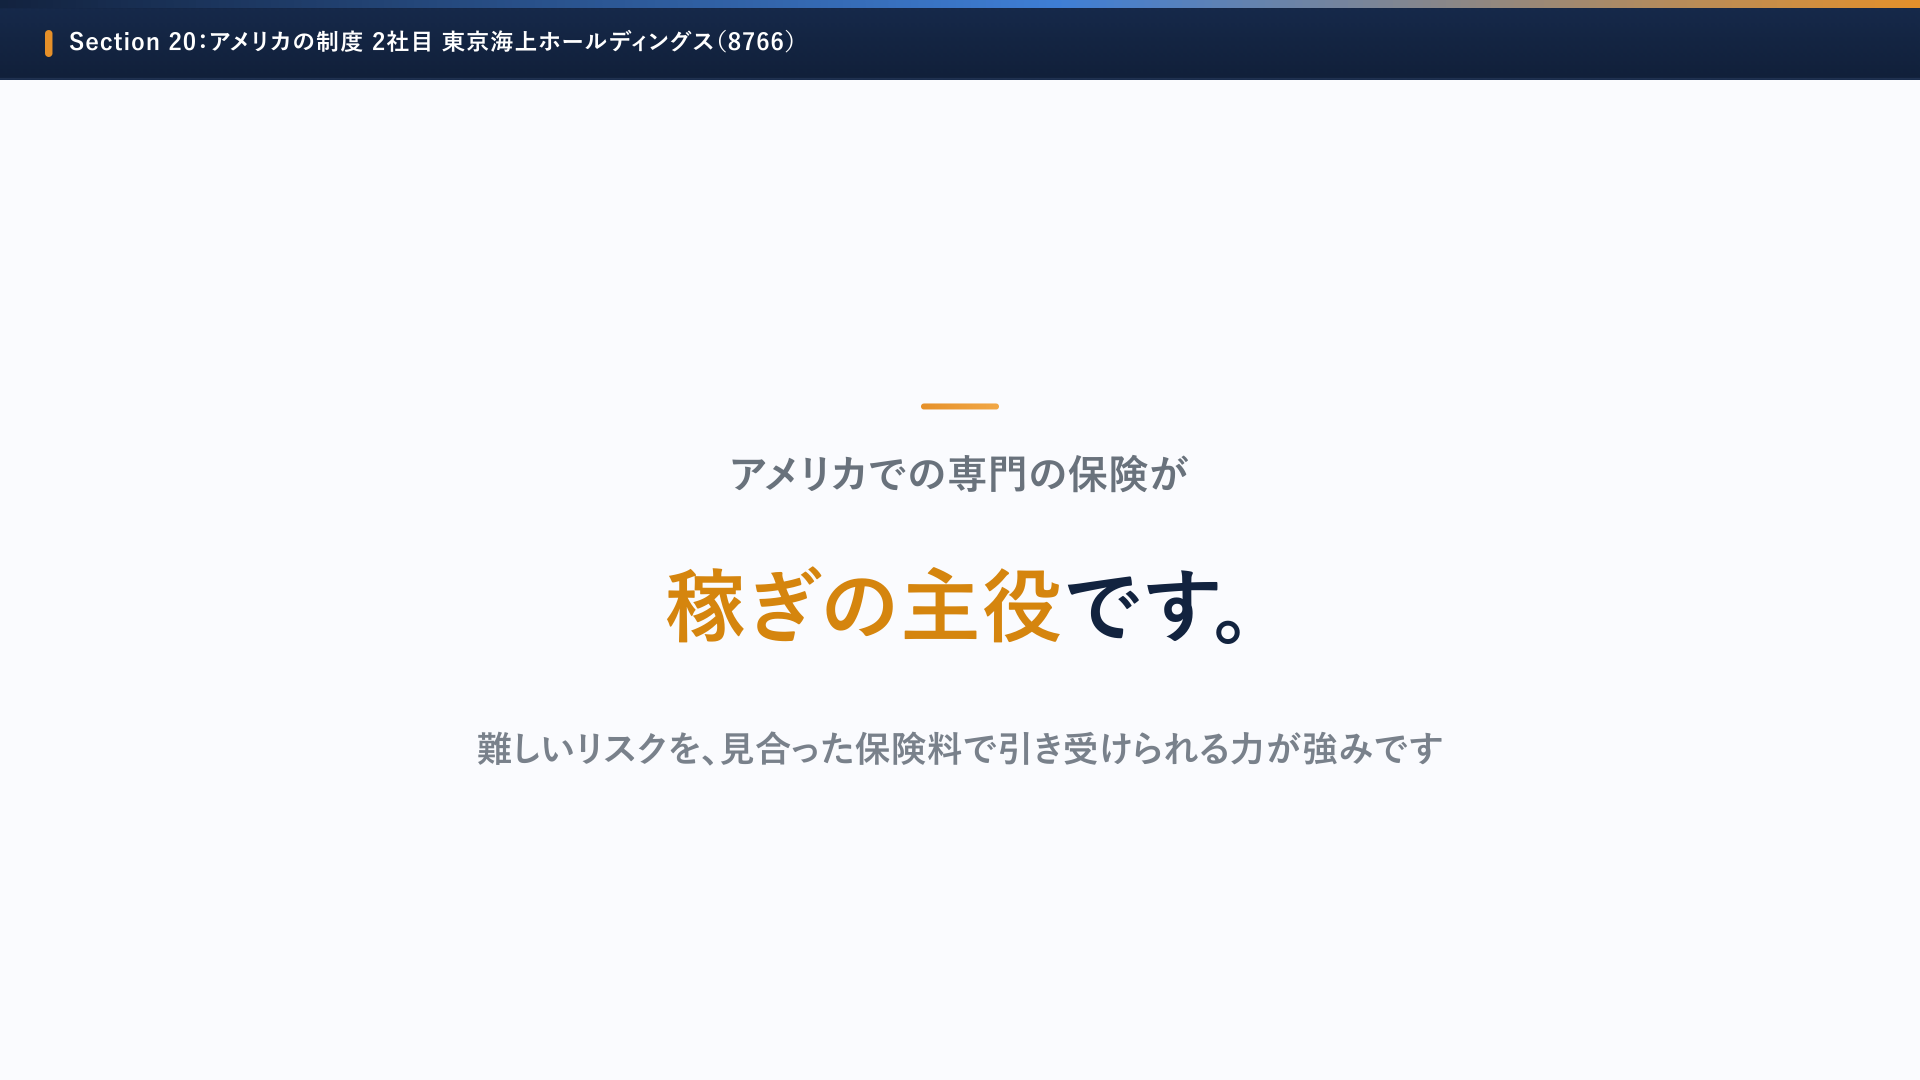 Section 20：アメリカの制度 2社目 東京海上ホールディングス（8766）
アメリカでの専門の保険が
稼ぎの主役です。
難しいリスクを、見合った保険料で引き受けられる力が強みです